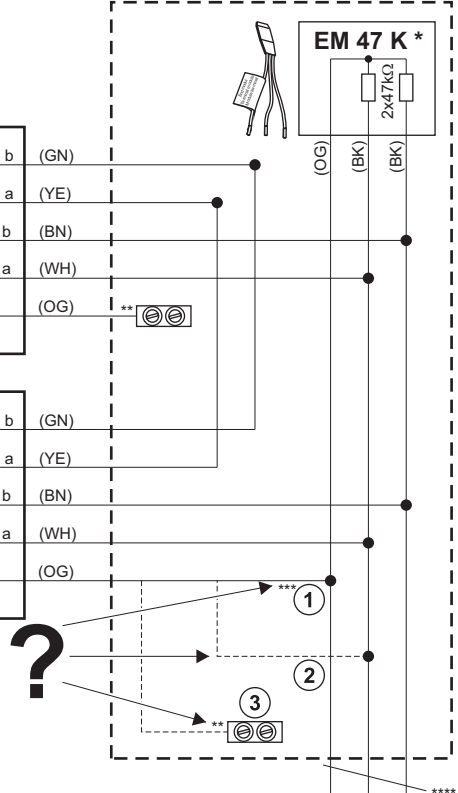 EM 47 K *
2x47kΩ
(OG)
(BK)
(BK)
b (GN)
a (YE)
b (BN)
a (WH)
(OG)
**
b (GN)
a (YE)
b (BN)
a (WH)
(OG)
***
1
?
2
3
**
****